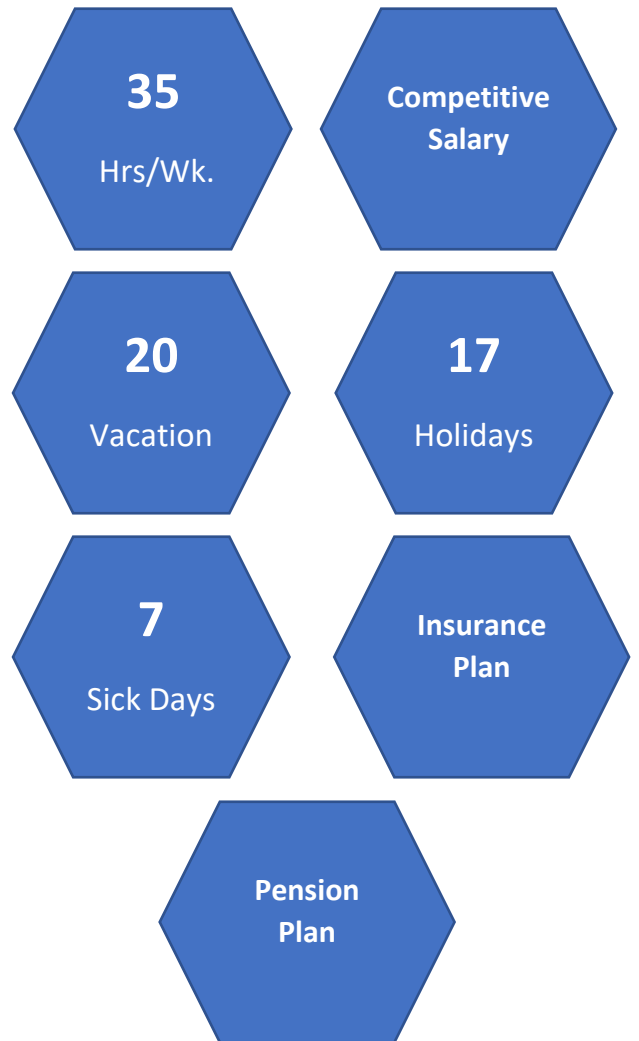 35
Hrs/Wk.
Competitive
Salary
20
Vacation
17
Holidays
7
Sick Days
Insurance
Plan
Pension
Plan